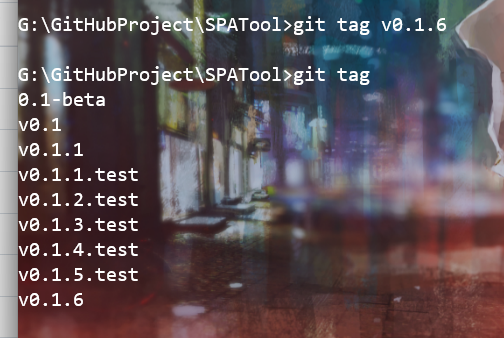 G:\GitHubProject\SPATool>git tag v0.1.6
G:\GitHubProject\SPATool>git tag
0.1-beta
v0.1
v0.1.1
v0.1.1.test
v0.1.2.test
v0.1.3.test
v0.1.4.test
v0.1.5.test
v0.1.6